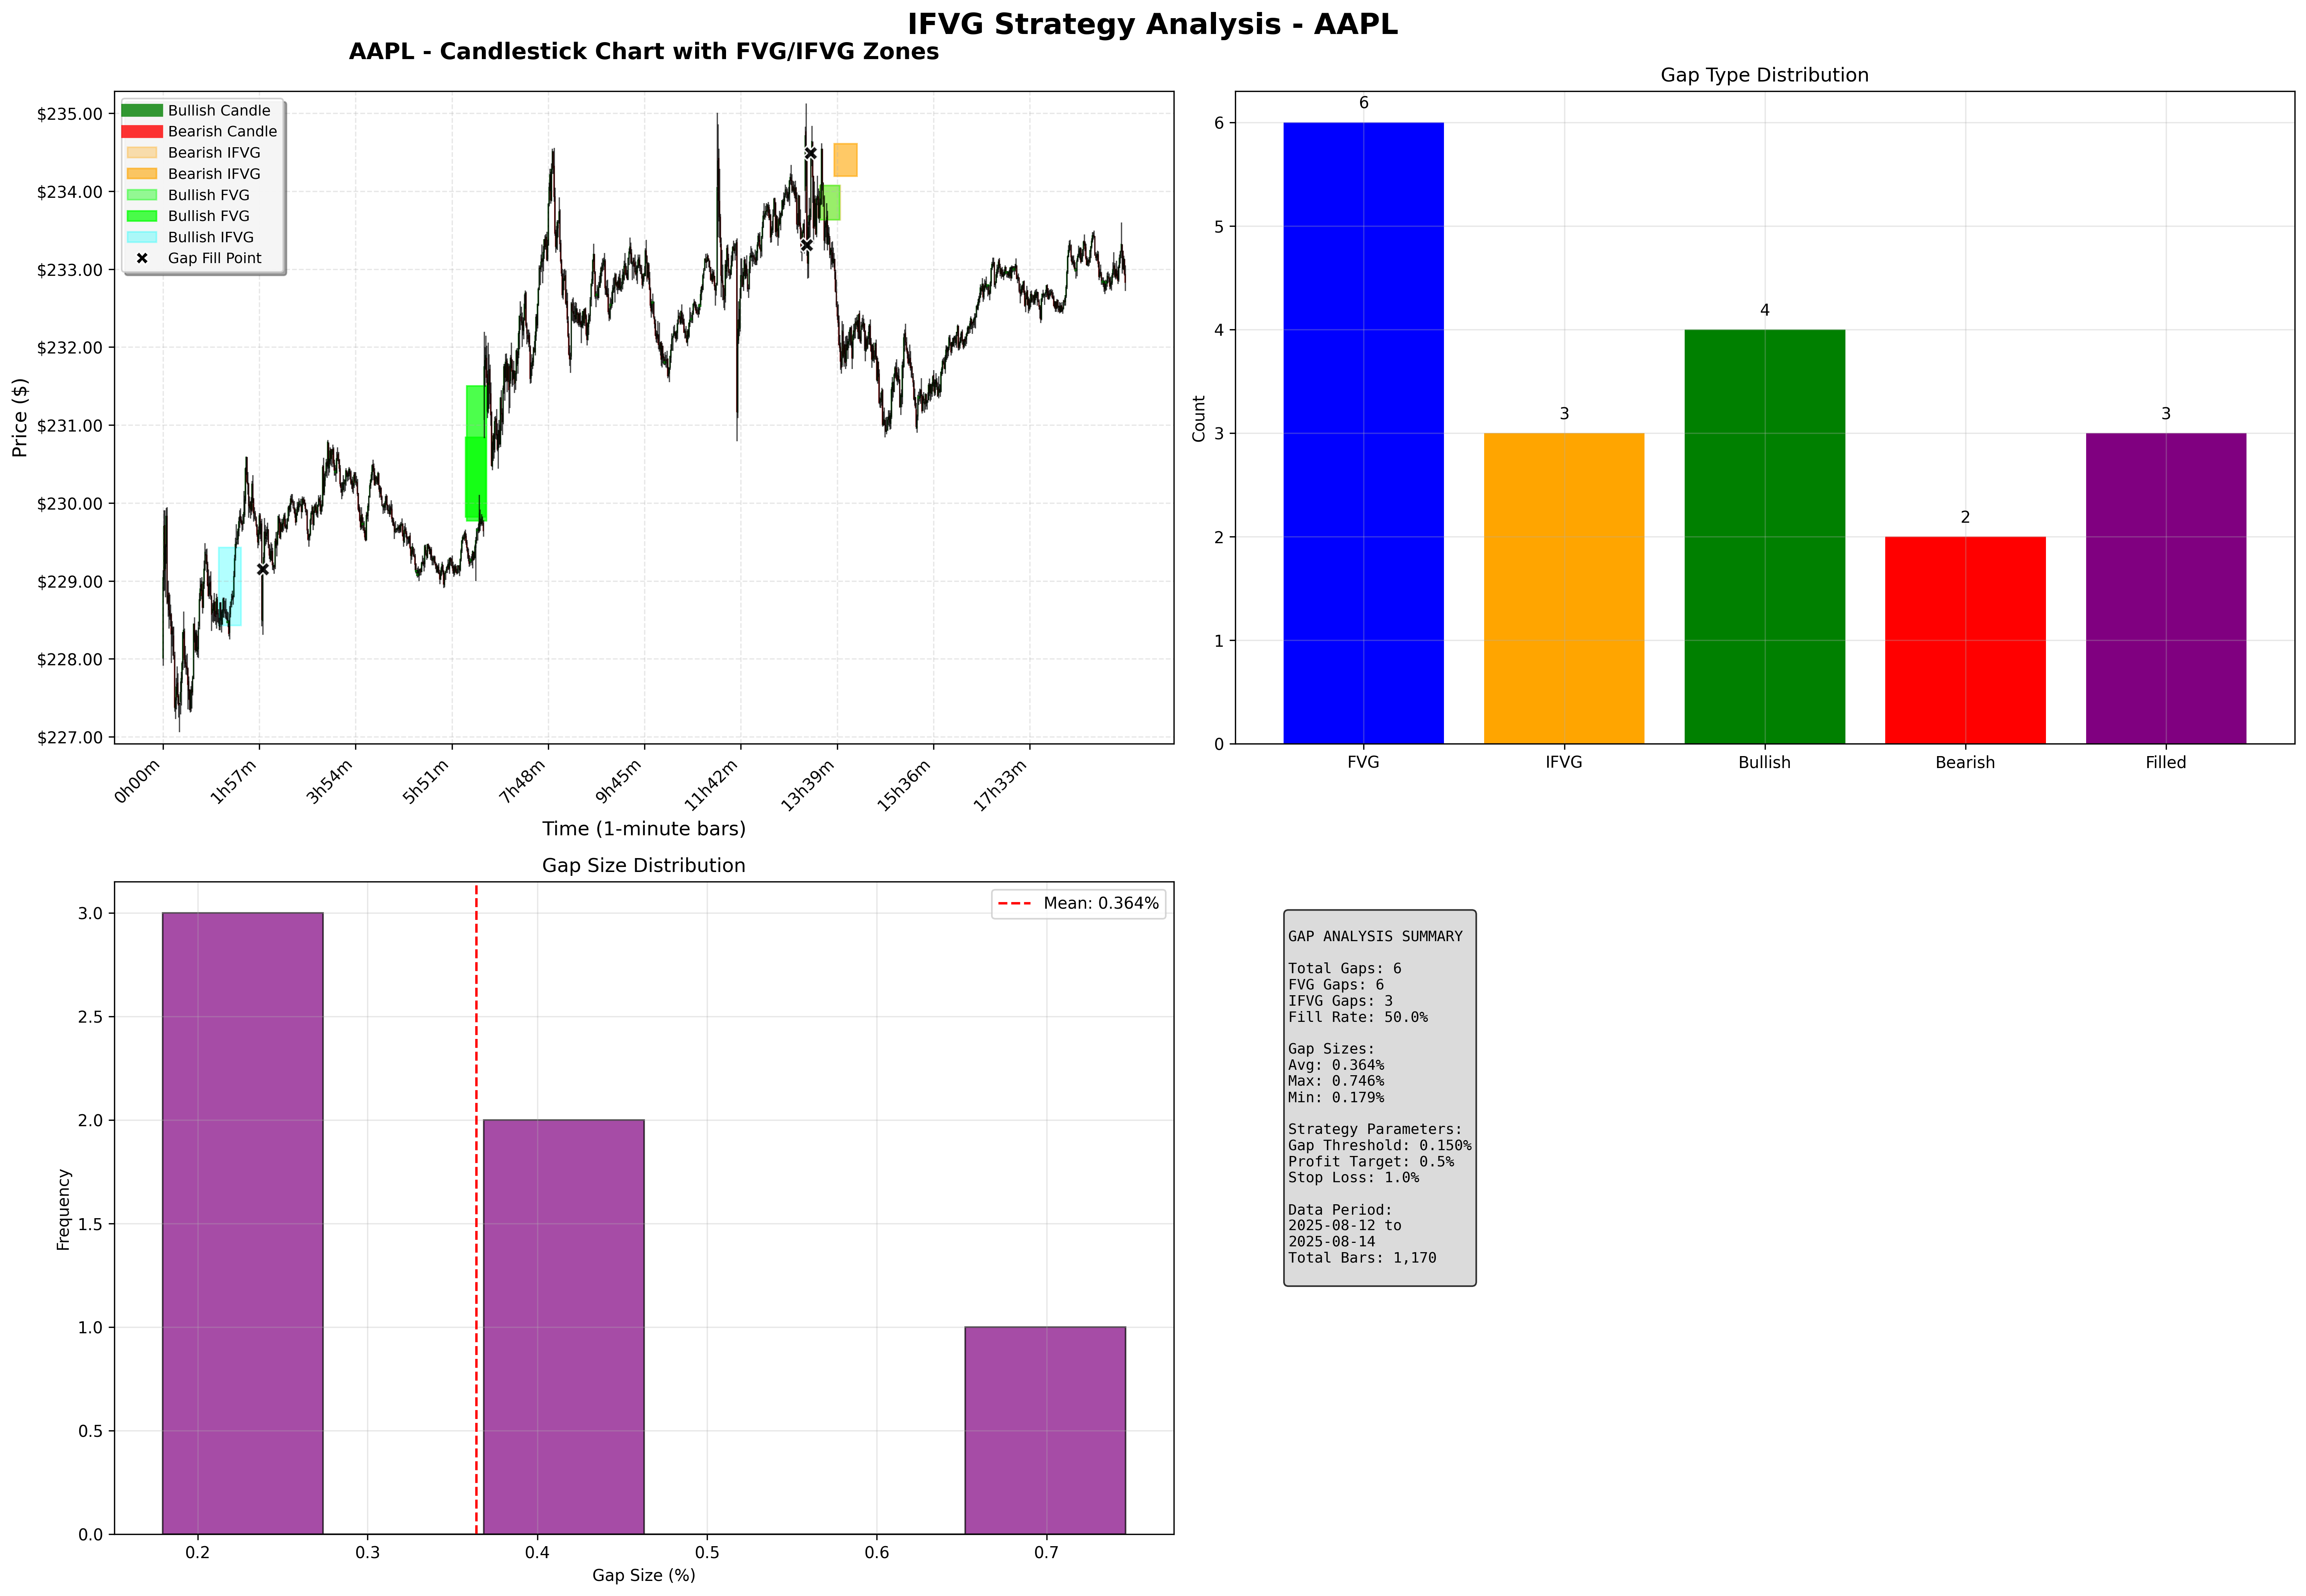 IFVG Strategy Analysis - AAPL
AAPL - Candlestick Chart with FVG/IFVG Zones
Bullish Candle
Bearish Candle
Bearish IFVG
Bearish IFVG
Bullish FVG
Bullish FVG
Bullish IFVG
Gap Fill Point
Price ($)
$235.00
$234.00
$233.00
$232.00
$231.00
$230.00
$229.00
$228.00
$227.00
0h00m
1h57m
3h54m
5h51m
7h48m
9h45m
11h42m
13h39m
15h36m
17h33m
Time (1-minute bars)
Gap Type Distribution
Count
6
5
4
3
2
1
0
6
3
4
2
3
FVG
IFVG
Bullish
Bearish
Filled
Gap Size Distribution
Mean: 0.364%
Frequency
3.0
2.5
2.0
1.5
1.0
0.5
0.0
0.2
0.3
0.4
0.5
0.6
0.7
Gap Size (%)
GAP ANALYSIS SUMMARY
Total Gaps: 6
FVG Gaps: 6
IFVG Gaps: 3
Fill Rate: 50.0%
Gap Sizes:
Avg: 0.364%
Max: 0.746%
Min: 0.179%
Strategy Parameters:
Gap Threshold: 0.150%
Profit Target: 0.5%
Stop Loss: 1.0%
Data Period:
2025-08-12 to
2025-08-14
Total Bars: 1,170